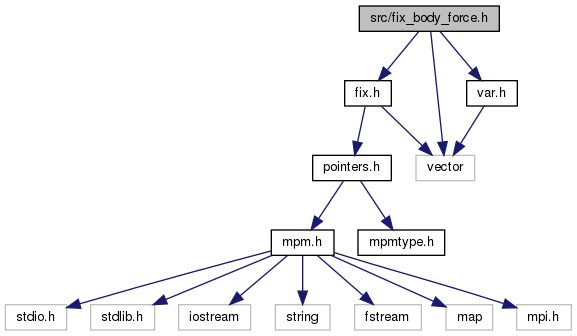 src/fix_body_force.h
fix.h
var.h
pointers.h
vector
mpm.h
mpmtype.h
stdio.h
stdlib.h
iostream
string
fstream
map
mpi.h